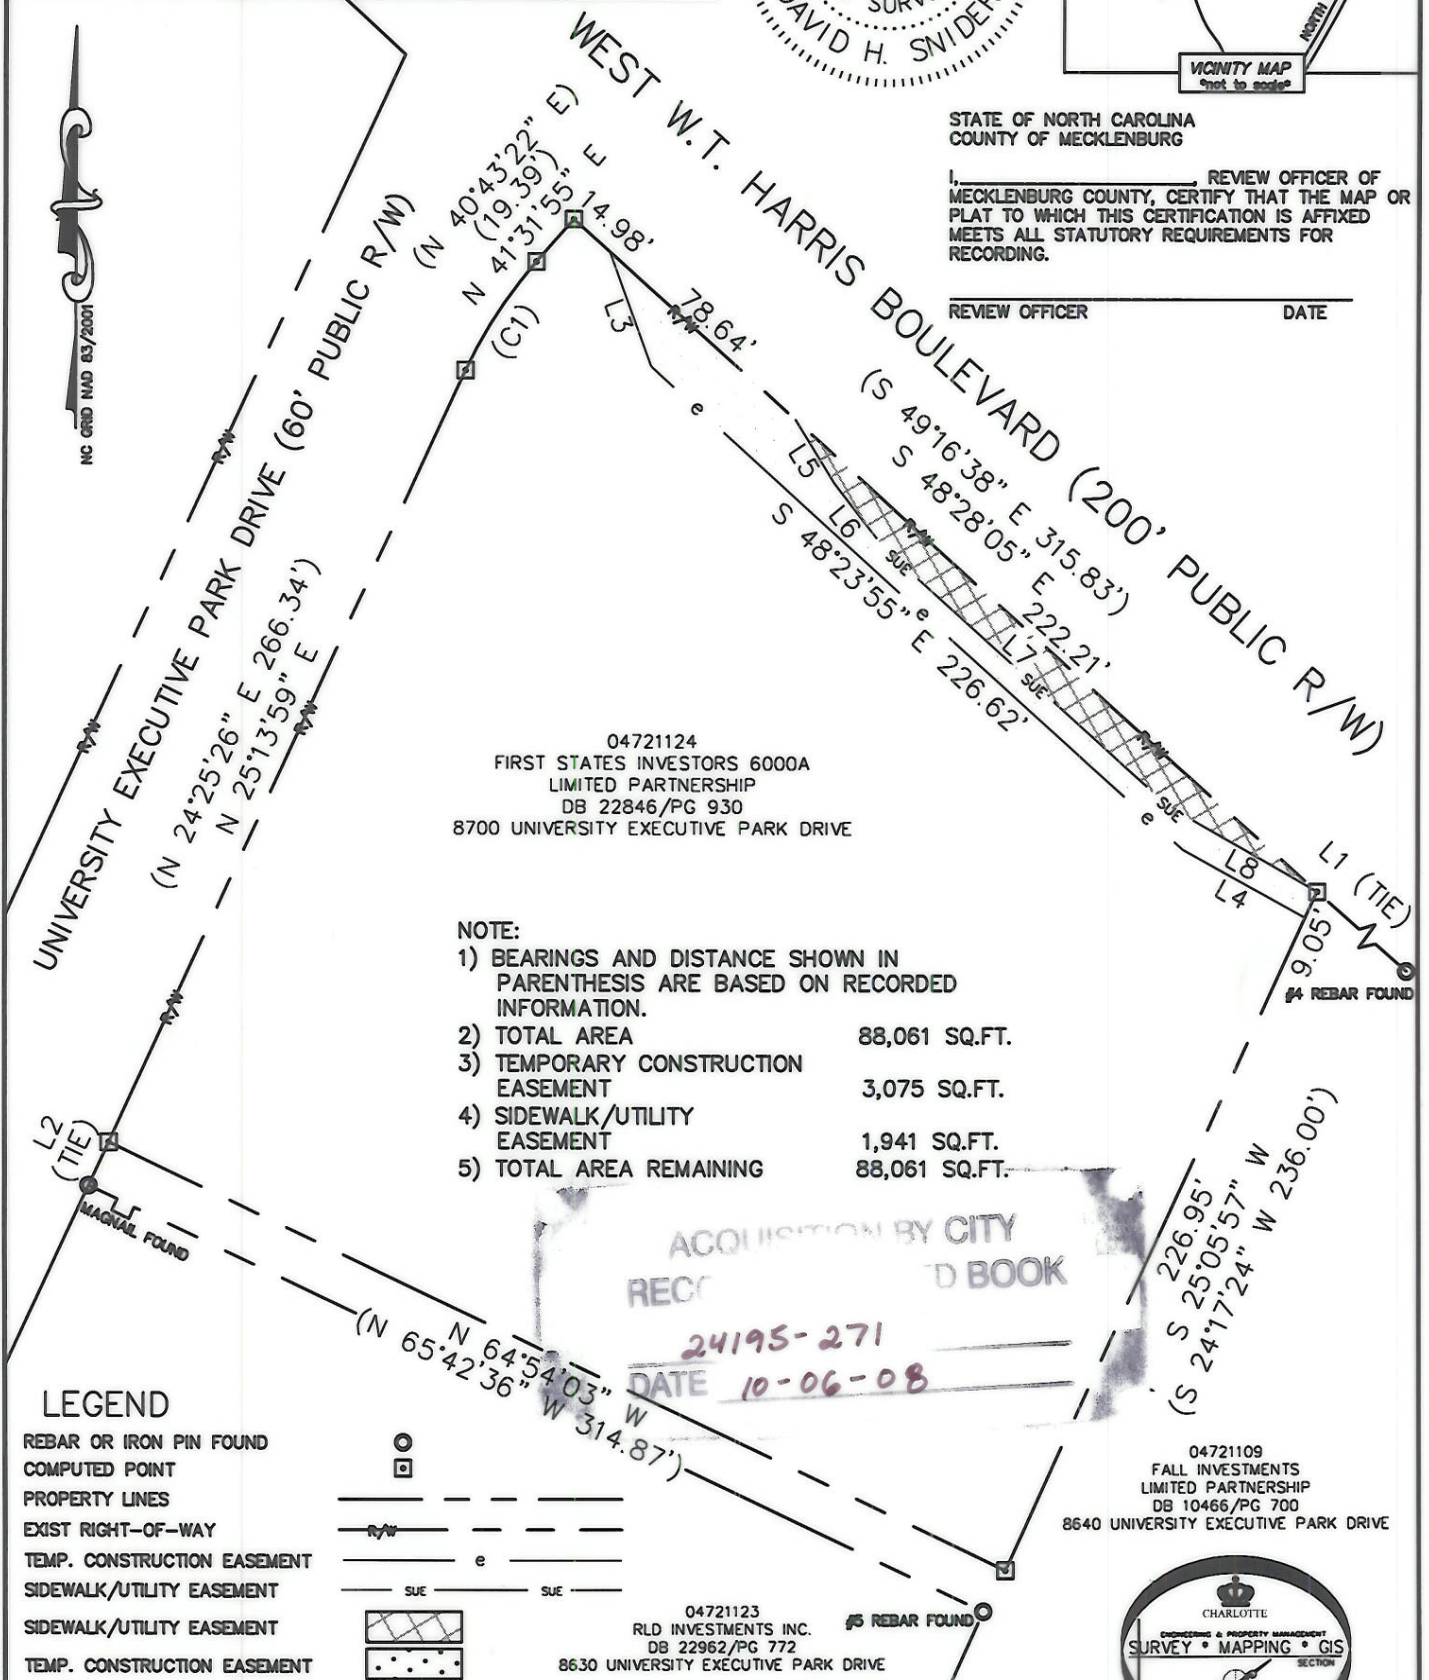 SURV
DAVID H. SNIDER
NORTH
VICINITY MAP
*not to scale*
STATE OF NORTH CAROLINA
COUNTY OF MECKLENBURG
I, , REVIEW OFFICER OF
MECKLENBURG COUNTY, CERTIFY THAT THE MAP OR
PLAT TO WHICH THIS CERTIFICATION IS AFFIXED
MEETS ALL STATUTORY REQUIREMENTS FOR
RECORDING.
REVIEW OFFICER DATE
NC GRID NAD 83/2001
WEST W.T. HARRIS BOULEVARD (200' PUBLIC R/W)
UNIVERSITY EXECUTIVE PARK DRIVE (60' PUBLIC R/W)
(N 40°43'22" E)
(19.39')
N 41°31'55" E
14.98'
(C1)
L3
78.64'
R/W
R/W
e
(S 49°16'38" E 315.83')
S 48°28'05" E
222.21'
L5
L6
R/W
SUE
e
S 48°23'55" E 226.62'
L7
SUE
R/W
SUE
e
L8
L4
L1 (TIE)
9.05'
#4 REBAR FOUND
(N 24°25'26" E 266.34')
N 25°13'59" E
R/W
R/W
R/W
04721124
FIRST STATES INVESTORS 6000A
LIMITED PARTNERSHIP
DB 22846/PG 930
8700 UNIVERSITY EXECUTIVE PARK DRIVE
NOTE:
1) BEARINGS AND DISTANCE SHOWN IN
PARENTHESIS ARE BASED ON RECORDED
INFORMATION.
2) TOTAL AREA 88,061 SQ.FT.
3) TEMPORARY CONSTRUCTION
EASEMENT 3,075 SQ.FT.
4) SIDEWALK/UTILITY
EASEMENT 1,941 SQ.FT.
5) TOTAL AREA REMAINING 88,061 SQ.FT.
L2
(TIE)
MAGNAIL FOUND
ACQUISITION BY CITY
REC D BOOK
24195-271
DATE 10-06-08
226.95'
S 25°05'57" W
(S 24°17'24" W 236.00')
N 64°54'03" W
(N 65°42'36" W 314.87')
LEGEND
REBAR OR IRON PIN FOUND
COMPUTED POINT
PROPERTY LINES
EXIST RIGHT-OF-WAY R/W
TEMP. CONSTRUCTION EASEMENT e
SIDEWALK/UTILITY EASEMENT SUE SUE
SIDEWALK/UTILITY EASEMENT
TEMP. CONSTRUCTION EASEMENT
04721123
RLD INVESTMENTS INC.
DB 22962/PG 772
8630 UNIVERSITY EXECUTIVE PARK DRIVE
#5 REBAR FOUND
04721109
FALL INVESTMENTS
LIMITED PARTNERSHIP
DB 10466/PG 700
8640 UNIVERSITY EXECUTIVE PARK DRIVE
CHARLOTTE
ENGINEERING & PROPERTY MANAGEMENT
SURVEY * MAPPING * GIS
SECTION